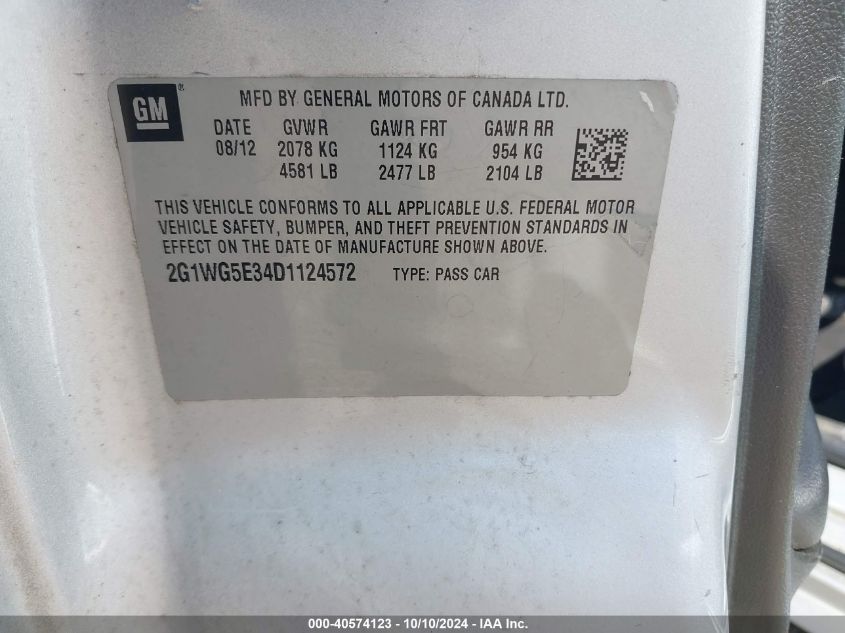 GM ®
MFD BY GENERAL MOTORS OF CANADA LTD.
DATE GVWR GAWR FRT GAWR RR
08/12 2078 KG 1124 KG 954 KG
4581 LB 2477 LB 2104 LB
THIS VEHICLE CONFORMS TO ALL APPLICABLE U.S. FEDERAL MOTOR
VEHICLE SAFETY, BUMPER, AND THEFT PREVENTION STANDARDS IN
EFFECT ON THE DATE OF MANUFACTURE SHOWN ABOVE.
2G1WG5E34D1124572 TYPE: PASS CAR
000-40574123 - 10/10/2024 - IAA Inc.